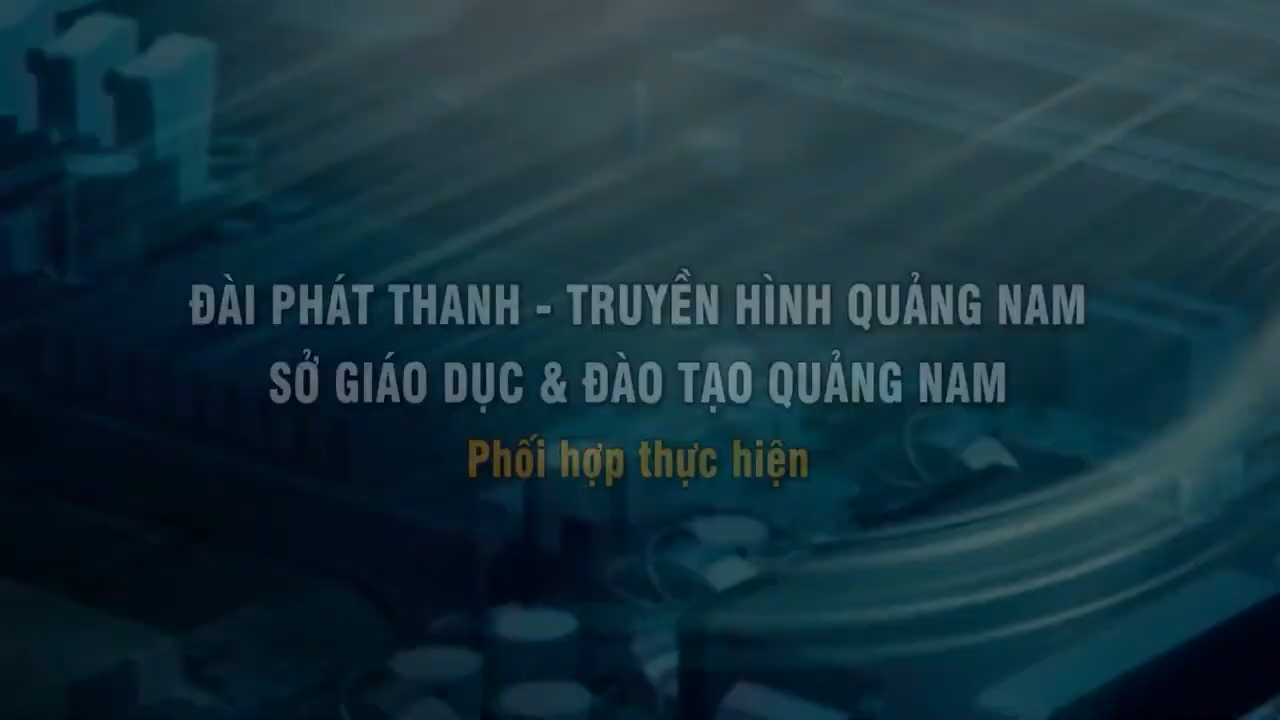 ĐÀI PHÁT THANH - TRUYỀN HÌNH QUẢNG NAM
SỞ GIÁO DỤC & ĐÀO TẠO QUẢNG NAM
Phối hợp thực hiện